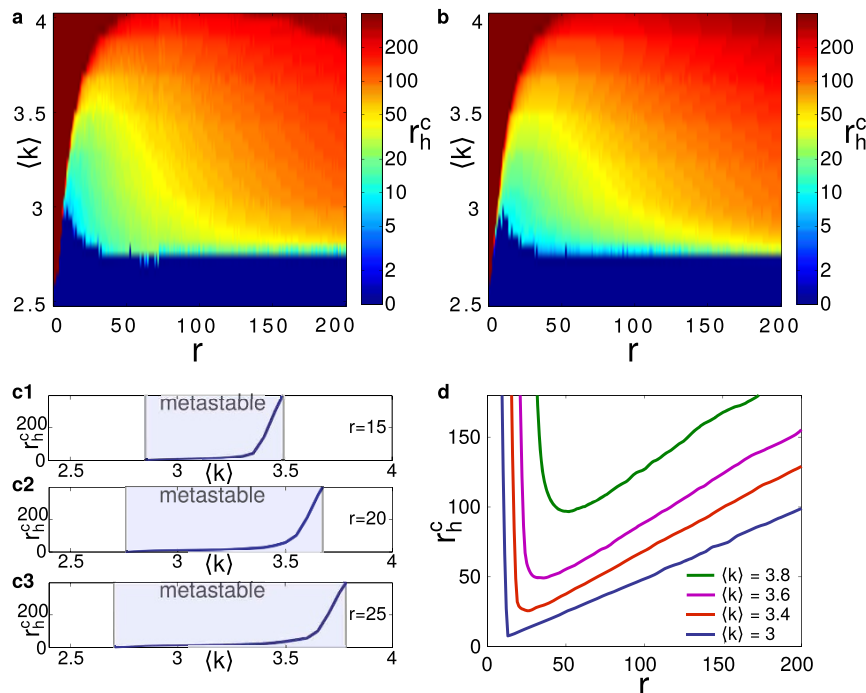 a
4
3.5
3
2.5
⟨k⟩
0 50 100 150 200
r
200
100
50
20
10
5
2
0
r_h^c
b
4
3.5
3
2.5
⟨k⟩
0 50 100 150 200
r
200
100
50
20
10
5
2
0
r_h^c
c1
metastable
r=15
200
0
r_h^c
2.5 3 3.5 4
⟨k⟩
c2
metastable
r=20
200
0
r_h^c
2.5 3 3.5 4
⟨k⟩
c3
metastable
r=25
200
0
r_h^c
2.5 3 3.5 4
⟨k⟩
d
150
100
50
0
r_h^c
⟨k⟩ = 3.8
⟨k⟩ = 3.6
⟨k⟩ = 3.4
⟨k⟩ = 3
0 50 100 150 200
r